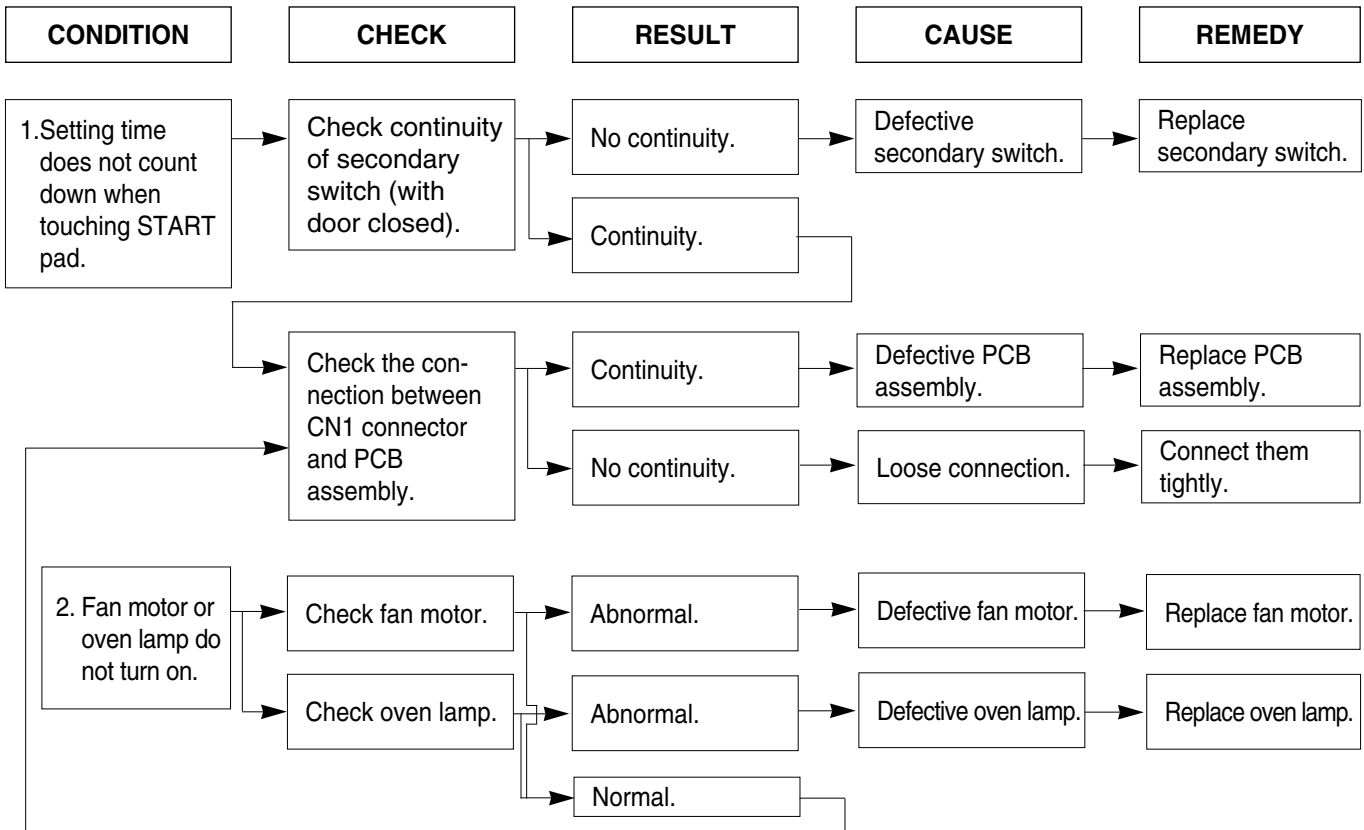 CONDITION
CHECK
RESULT
CAUSE
REMEDY
1.Setting time
does not count
down when
touching START
pad.
Check continuity
of secondary
switch (with
door closed).
No continuity.
Defective
secondary switch.
Replace
secondary switch.
Continuity.
Check the con-
nection between
CN1 connector
and PCB
assembly.
Continuity.
Defective PCB
assembly.
Replace PCB
assembly.
No continuity.
Loose connection.
Connect them
tightly.
2. Fan motor or
oven lamp do
not turn on.
Check fan motor.
Abnormal.
Defective fan motor.
Replace fan motor.
Check oven lamp.
Abnormal.
Defective oven lamp.
Replace oven lamp.
Normal.